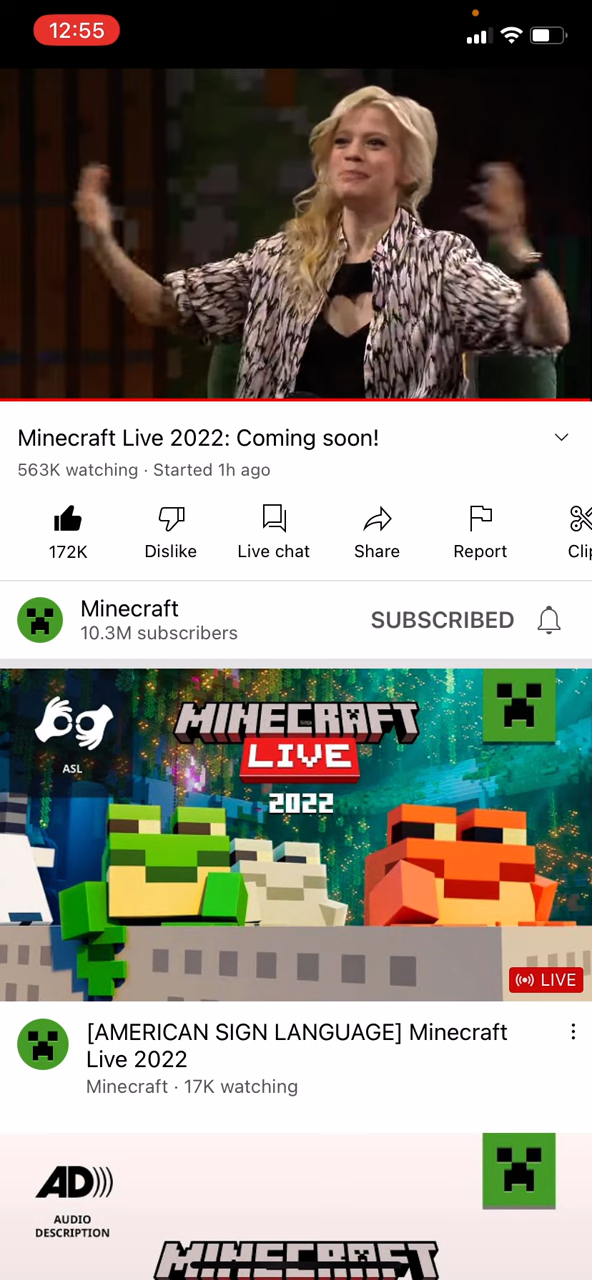 12:55
Minecraft Live 2022: Coming soon!
563K watching · Started 1h ago
172K
Dislike
Live chat
Share
Report
Clip
Minecraft
10.3M subscribers
SUBSCRIBED
ASL
MINECRAFT
LIVE
2022
LIVE
[AMERICAN SIGN LANGUAGE] Minecraft
Live 2022
Minecraft · 17K watching
AD
AUDIO
DESCRIPTION
MINECRAFT